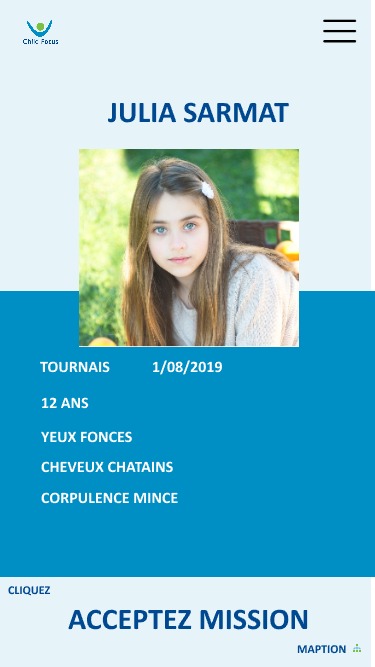 Chilc Focus
JULIA SARMAT
TOURNAIS 1/08/2019
12 ANS
YEUX FONCES
CHEVEUX CHATAINS
CORPULENCE MINCE
CLIQUEZ
ACCEPTEZ MISSION
MAPTION